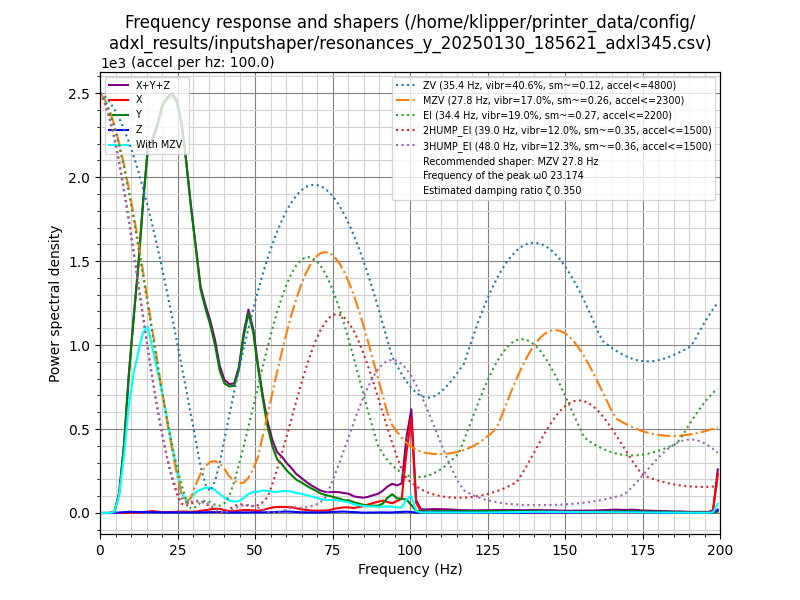 Frequency response and shapers (/home/klipper/printer_data/config/
adxl_results/inputshaper/resonances_y_20250130_185621_adxl345.csv)
1e3 (accel per hz: 100.0)
X+Y+Z
X
Y
Z
With MZV
ZV (35.4 Hz, vibr=40.6%, sm~=0.12, accel<=4800)
MZV (27.8 Hz, vibr=17.0%, sm~=0.26, accel<=2300)
EI (34.4 Hz, vibr=19.0%, sm~=0.27, accel<=2200)
2HUMP_EI (39.0 Hz, vibr=12.0%, sm~=0.35, accel<=1500)
3HUMP_EI (48.0 Hz, vibr=12.3%, sm~=0.36, accel<=1500)
Recommended shaper: MZV 27.8 Hz
Frequency of the peak ω0 23.174
Estimated damping ratio ζ 0.350
Power spectral density
2.5
2.0
1.5
1.0
0.5
0.0
0 25 50 75 100 125 150 175 200
Frequency (Hz)